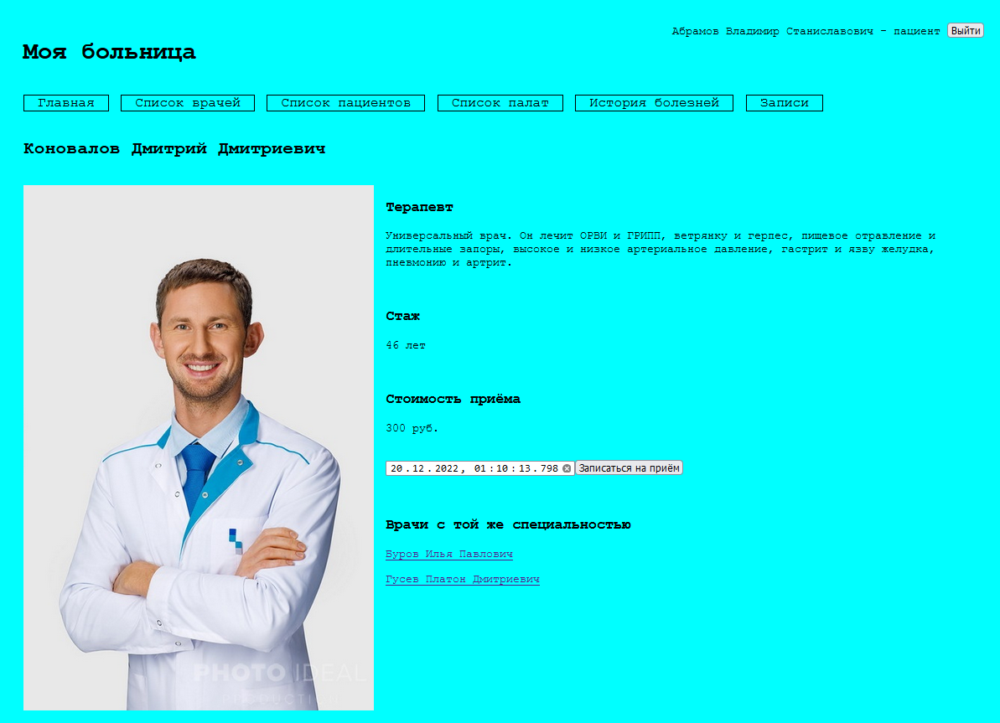 Абрамов Владимир Станиславович - пациент Выйти
Моя больница
Главная Список врачей Список пациентов Список палат История болезней Записи
Коновалов Дмитрий Дмитриевич
Терапевт
Универсальный врач. Он лечит ОРВИ и ГРИПП, ветрянку и герпес, пищевое отравление и
длительные запоры, высокое и низкое артериальное давление, гастрит и язву желудка,
пневмонию и артрит.
Стаж
46 лет
Стоимость приёма
300 руб.
20.12.2022, 01:10:13.798 Записаться на приём
Врачи с той же специальностью
Буров Илья Павлович
Гусев Платон Дмитриевич
PHOTO IDEAL